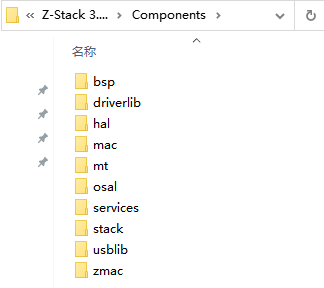 « Z-Stack 3.... > Components >
名称
bsp
driverlib
hal
mac
mt
osal
services
stack
usblib
zmac